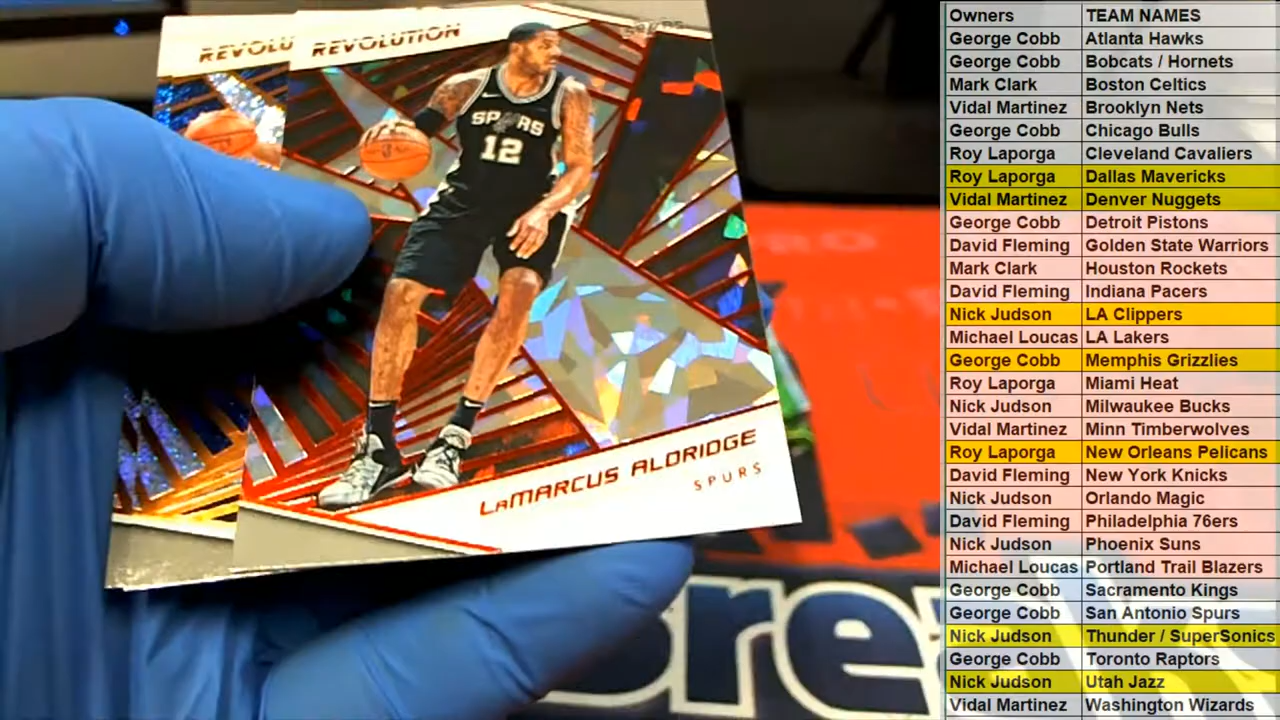 REVOLU
REVOLUTION
SPURS
12
LaMARCUS ALDRIDGE
SPURS
Bre
Owners TEAM NAMES
George Cobb Atlanta Hawks
George Cobb Bobcats / Hornets
Mark Clark Boston Celtics
Vidal Martinez Brooklyn Nets
George Cobb Chicago Bulls
Roy Laporga Cleveland Cavaliers
Roy Laporga Dallas Mavericks
Vidal Martinez Denver Nuggets
George Cobb Detroit Pistons
David Fleming Golden State Warriors
Mark Clark Houston Rockets
David Fleming Indiana Pacers
Nick Judson LA Clippers
Michael Loucas LA Lakers
George Cobb Memphis Grizzlies
Roy Laporga Miami Heat
Nick Judson Milwaukee Bucks
Vidal Martinez Minn Timberwolves
Roy Laporga New Orleans Pelicans
David Fleming New York Knicks
Nick Judson Orlando Magic
David Fleming Philadelphia 76ers
Nick Judson Phoenix Suns
Michael Loucas Portland Trail Blazers
George Cobb Sacramento Kings
George Cobb San Antonio Spurs
Nick Judson Thunder / SuperSonics
George Cobb Toronto Raptors
Nick Judson Utah Jazz
Vidal Martinez Washington Wizards